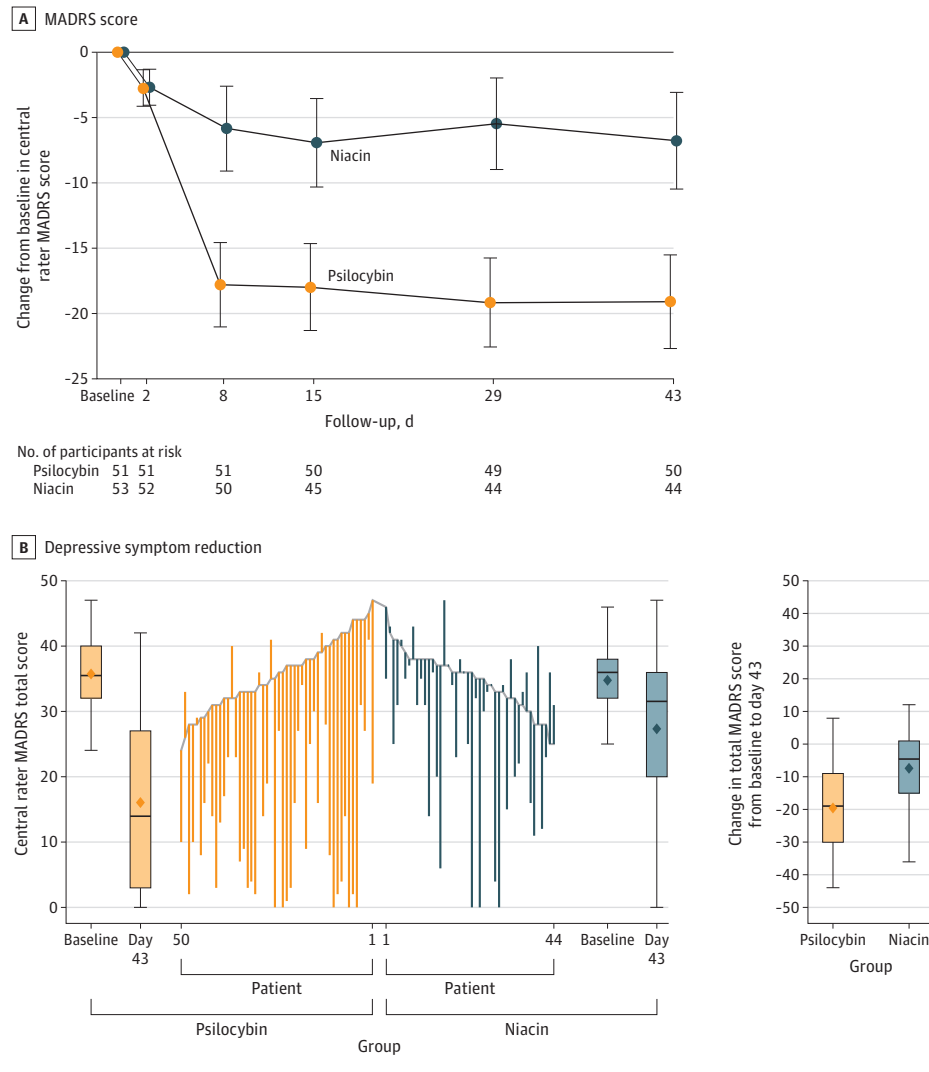 A MADRS score
Change from baseline in central
rater MADRS score
0
-5
-10
-15
-20
-25
Niacin
Psilocybin
Baseline 2 8 15 29 43
Follow-up, d
No. of participants at risk
Psilocybin 51 51 51 50 49 50
Niacin 53 52 50 45 44 44
B Depressive symptom reduction
Central rater MADRS total score
50
40
30
20
10
0
Baseline Day 50 1 1 44 Baseline Day
43 43
Patient Patient
Psilocybin Niacin
Group
Change in total MADRS score
from baseline to day 43
50
40
30
20
10
0
-10
-20
-30
-40
-50
Psilocybin Niacin
Group